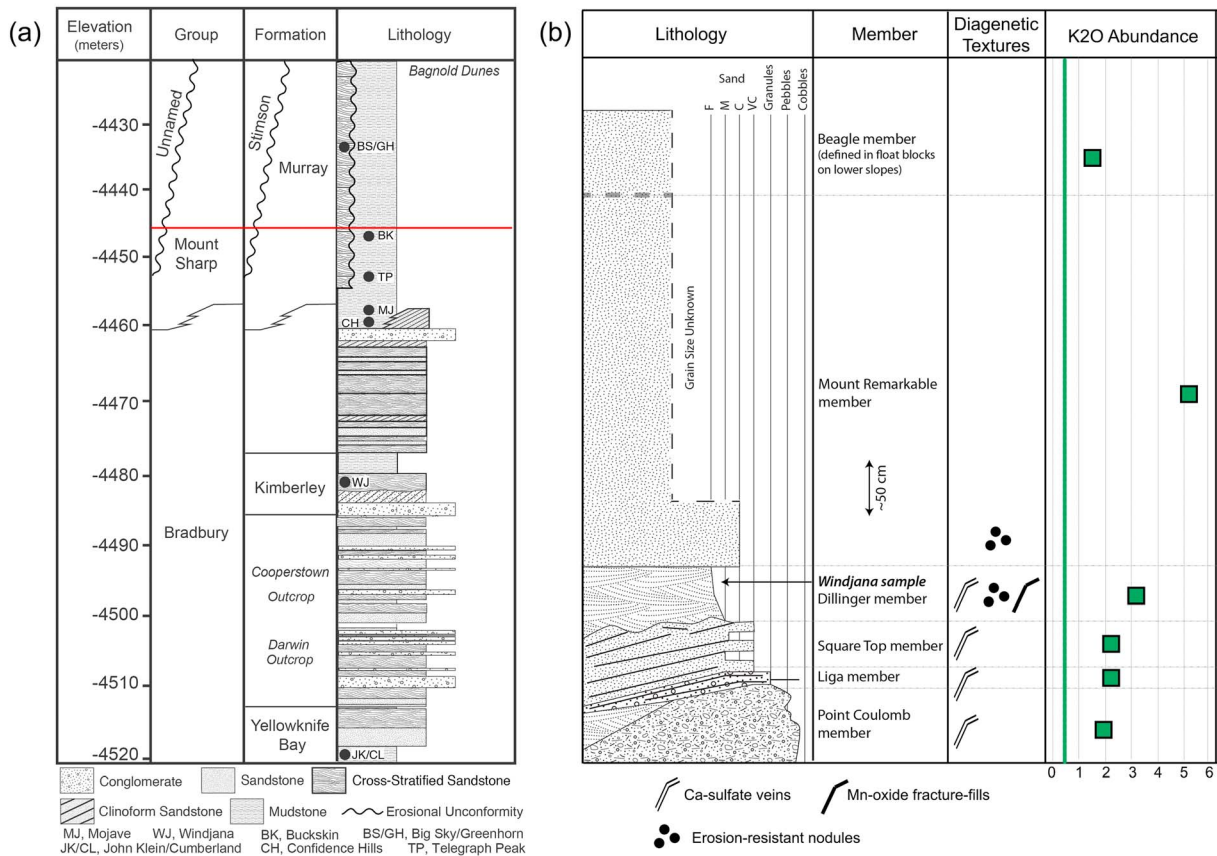 (a)
Elevation
(meters)
Group
Formation
Lithology
Bagnold Dunes
-4430
-4440
-4450
-4460
-4470
-4480
-4490
-4500
-4510
-4520
Unnamed
Mount
Sharp
Bradbury
Stimson
Murray
Kimberley
Cooperstown
Outcrop
Darwin
Outcrop
Yellowknife
Bay
BS/GH
BK
TP
MJ
CH
WJ
JK/CL
Conglomerate
Sandstone
Cross-Stratified Sandstone
Clinoform Sandstone
Mudstone
Erosional Unconformity
MJ, Mojave WJ, Windjana BK, Buckskin BS/GH, Big Sky/Greenhorn
JK/CL, John Klein/Cumberland CH, Confidence Hills TP, Telegraph Peak
(b)
Lithology
Member
Diagenetic
Textures
K2O Abundance
Sand
F
M
C
VC
Granules
Pebbles
Cobbles
Grain Size Unknown
Beagle member
(defined in float blocks
on lower slopes)
Mount Remarkable
member
~50 cm
Windjana sample
Dillinger member
Square Top member
Liga member
Point Coulomb
member
0 1 2 3 4 5 6
Ca-sulfate veins
Mn-oxide fracture-fills
Erosion-resistant nodules